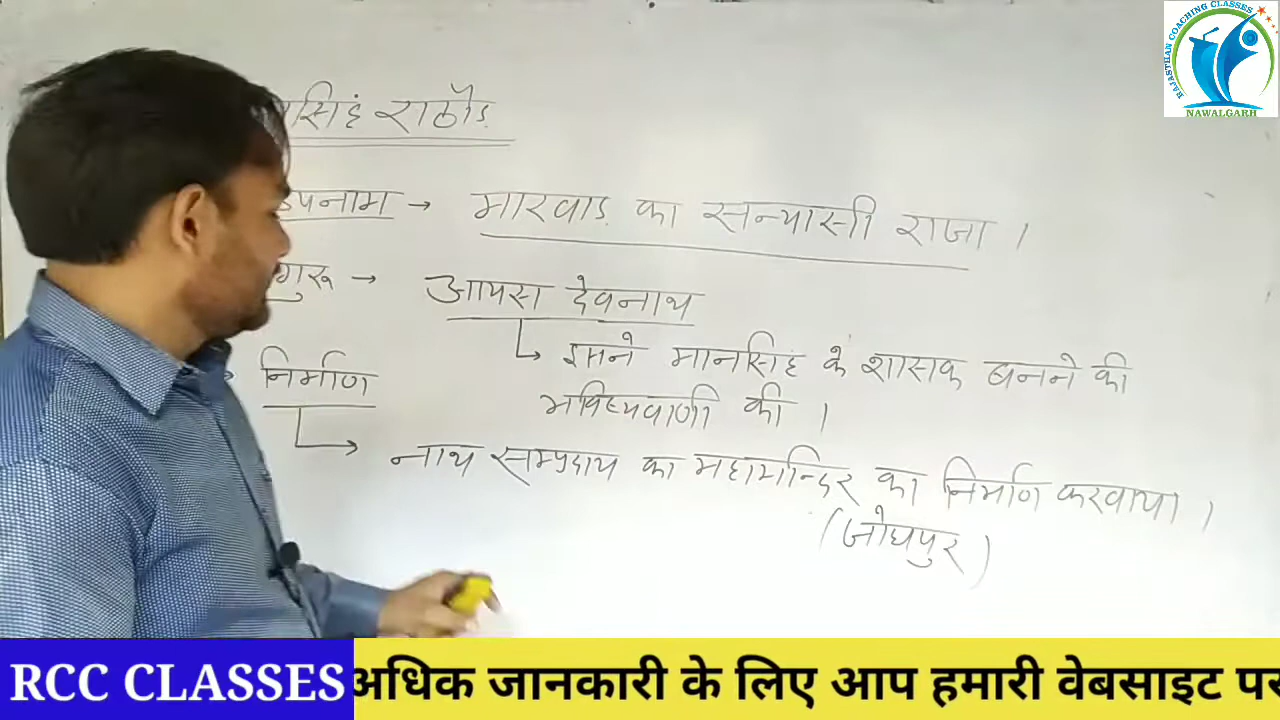 RAJASTHAN COACHING CLASSES
NAWALGARH
सिहं राठौड़
उपनाम → मारवाड़ का सन्यासी राजा ।
गुरू → आयस देवनाथ
इसने मानसिहं के शासक बनने की
भविष्यवाणी की ।
निर्माण
नाथ सम्प्रदाय का महामन्दिर का निर्माण करवाया ।
(जोधपुर)
RCC CLASSES अधिक जानकारी के लिए आप हमारी वेबसाइट पर